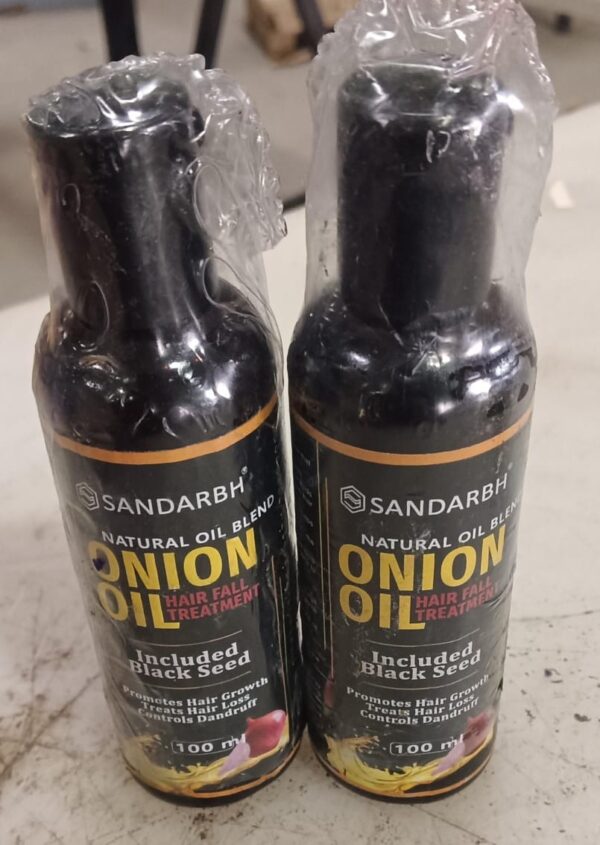 SANDARBH®
NATURAL OIL BLEND
ONION
OIL HAIR FALL
TREATMENT
Included
Black Seed
Promotes Hair Growth
Treats Hair Loss
Controls Dandruff
100 ml
SANDARBH®
NATURAL OIL BLEND
ONION
OIL HAIR FALL
TREATMENT
Included
Black Seed
Promotes Hair Growth
Treats Hair Loss
Controls Dandruff
100 ml